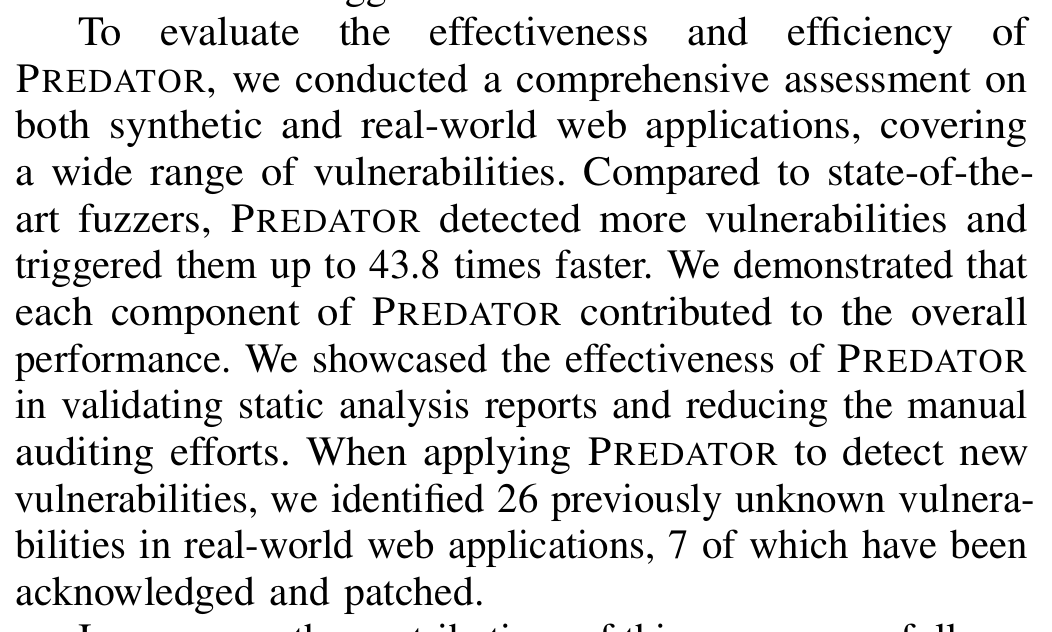 To evaluate the effectiveness and efficiency of
PREDATOR, we conducted a comprehensive assessment on
both synthetic and real-world web applications, covering
a wide range of vulnerabilities. Compared to state-of-the-
art fuzzers, PREDATOR detected more vulnerabilities and
triggered them up to 43.8 times faster. We demonstrated that
each component of PREDATOR contributed to the overall
performance. We showcased the effectiveness of PREDATOR
in validating static analysis reports and reducing the manual
auditing efforts. When applying PREDATOR to detect new
vulnerabilities, we identified 26 previously unknown vulnera-
bilities in real-world web applications, 7 of which have been
acknowledged and patched.